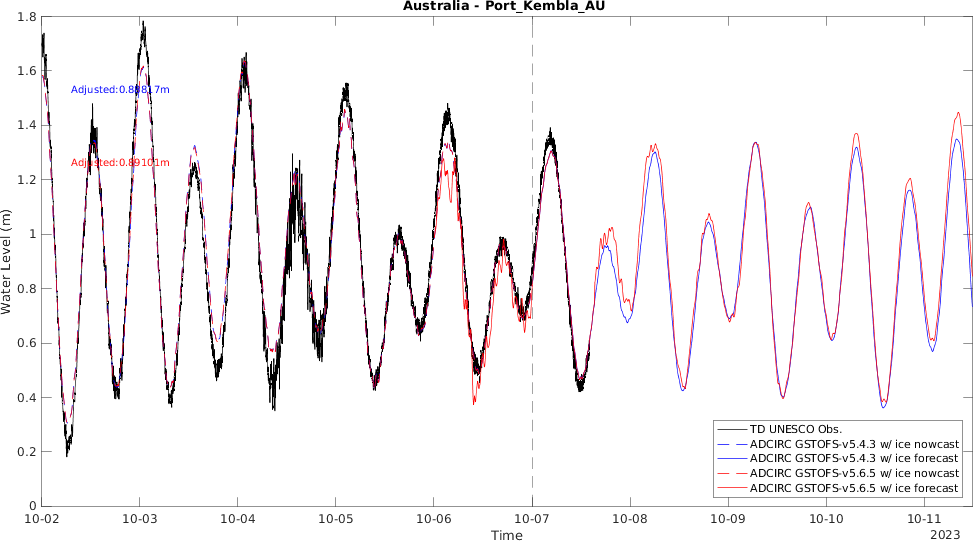 Australia - Port_Kembla_AU
Water Level (m)
1.8
1.6
1.4
1.2
1
0.8
0.6
0.4
0.2
0
Adjusted:0.88817m
Adjusted:0.89101m
TD UNESCO Obs.
ADCIRC GSTOFS-v5.4.3 w/ ice nowcast
ADCIRC GSTOFS-v5.4.3 w/ ice forecast
ADCIRC GSTOFS-v5.6.5 w/ ice nowcast
ADCIRC GSTOFS-v5.6.5 w/ ice forecast
10-02 10-03 10-04 10-05 10-06 10-07 10-08 10-09 10-10 10-11
Time
2023